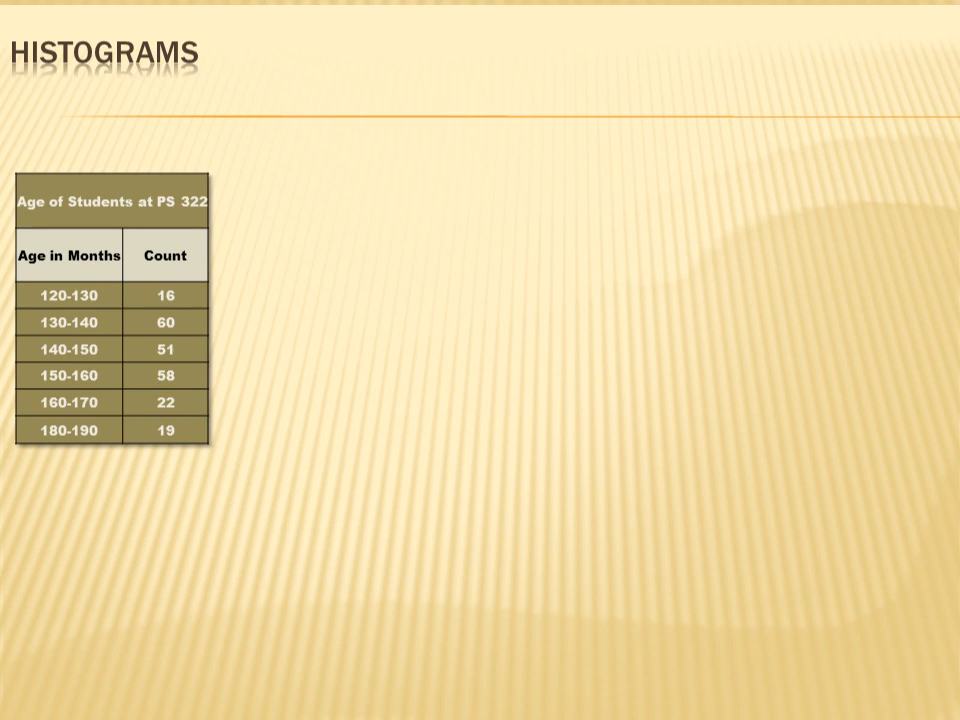 HISTOGRAMS
Age of Students at PS 322
Age in Months Count
120-130 16
130-140 60
140-150 51
150-160 58
160-170 22
180-190 19